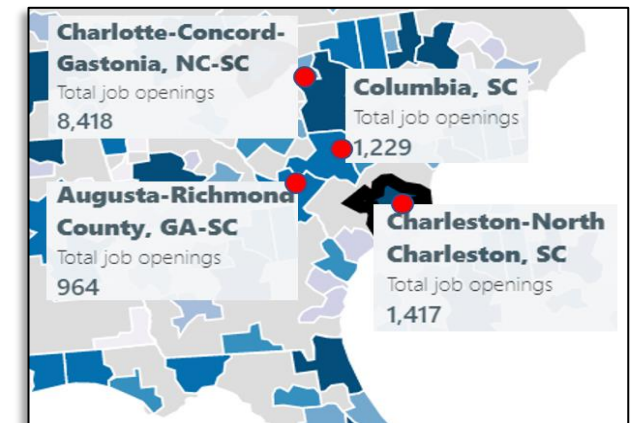 Charlotte-Concord-
Gastonia, NC-SC
Total job openings
8,418
Columbia, SC
Total job openings
1,229
Augusta-Richmond
County, GA-SC
Total job openings
964
Charleston-North
Charleston, SC
Total job openings
1,417